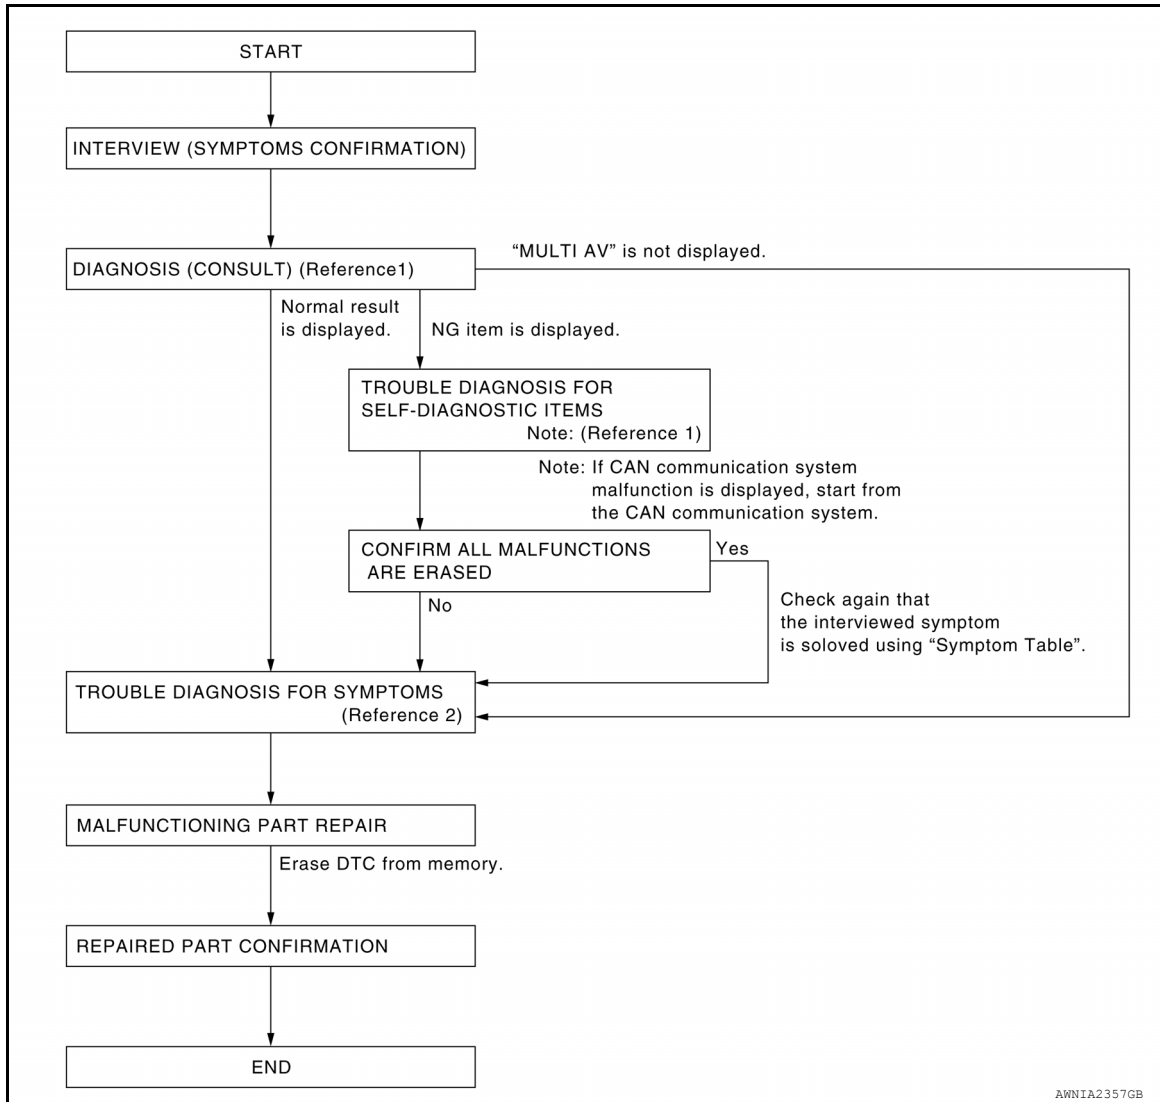 START
INTERVIEW (SYMPTOMS CONFIRMATION)
DIAGNOSIS (CONSULT) (Reference1)
“MULTI AV” is not displayed.
Normal result
is displayed.
NG item is displayed.
TROUBLE DIAGNOSIS FOR
SELF-DIAGNOSTIC ITEMS
Note: (Reference 1)
Note: If CAN communication system
malfunction is displayed, start from
the CAN communication system.
CONFIRM ALL MALFUNCTIONS
ARE ERASED
Yes
No
Check again that
the interviewed symptom
is soloved using “Symptom Table”.
TROUBLE DIAGNOSIS FOR SYMPTOMS
(Reference 2)
MALFUNCTIONING PART REPAIR
Erase DTC from memory.
REPAIRED PART CONFIRMATION
END
AWNIA2357GB